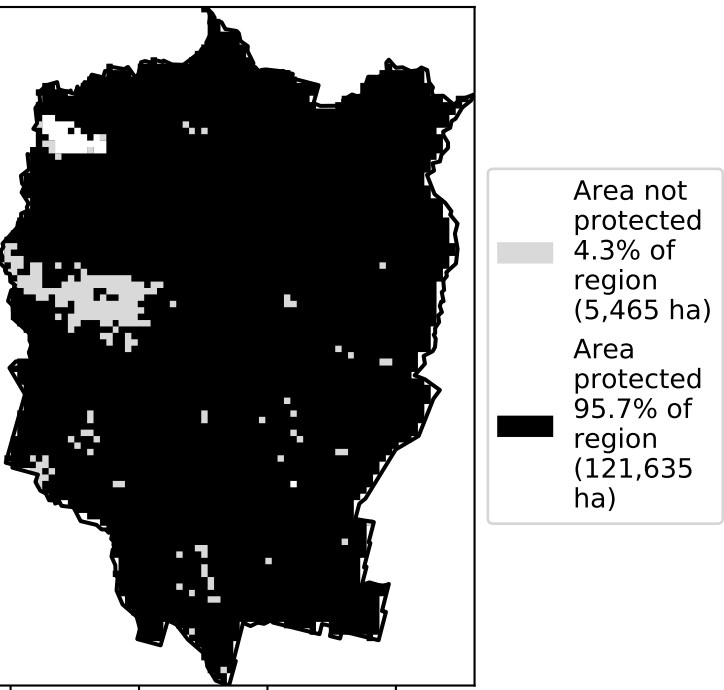 Area not
protected
4.3% of
region
(5,465 ha)
Area
protected
95.7% of
region
(121,635
ha)